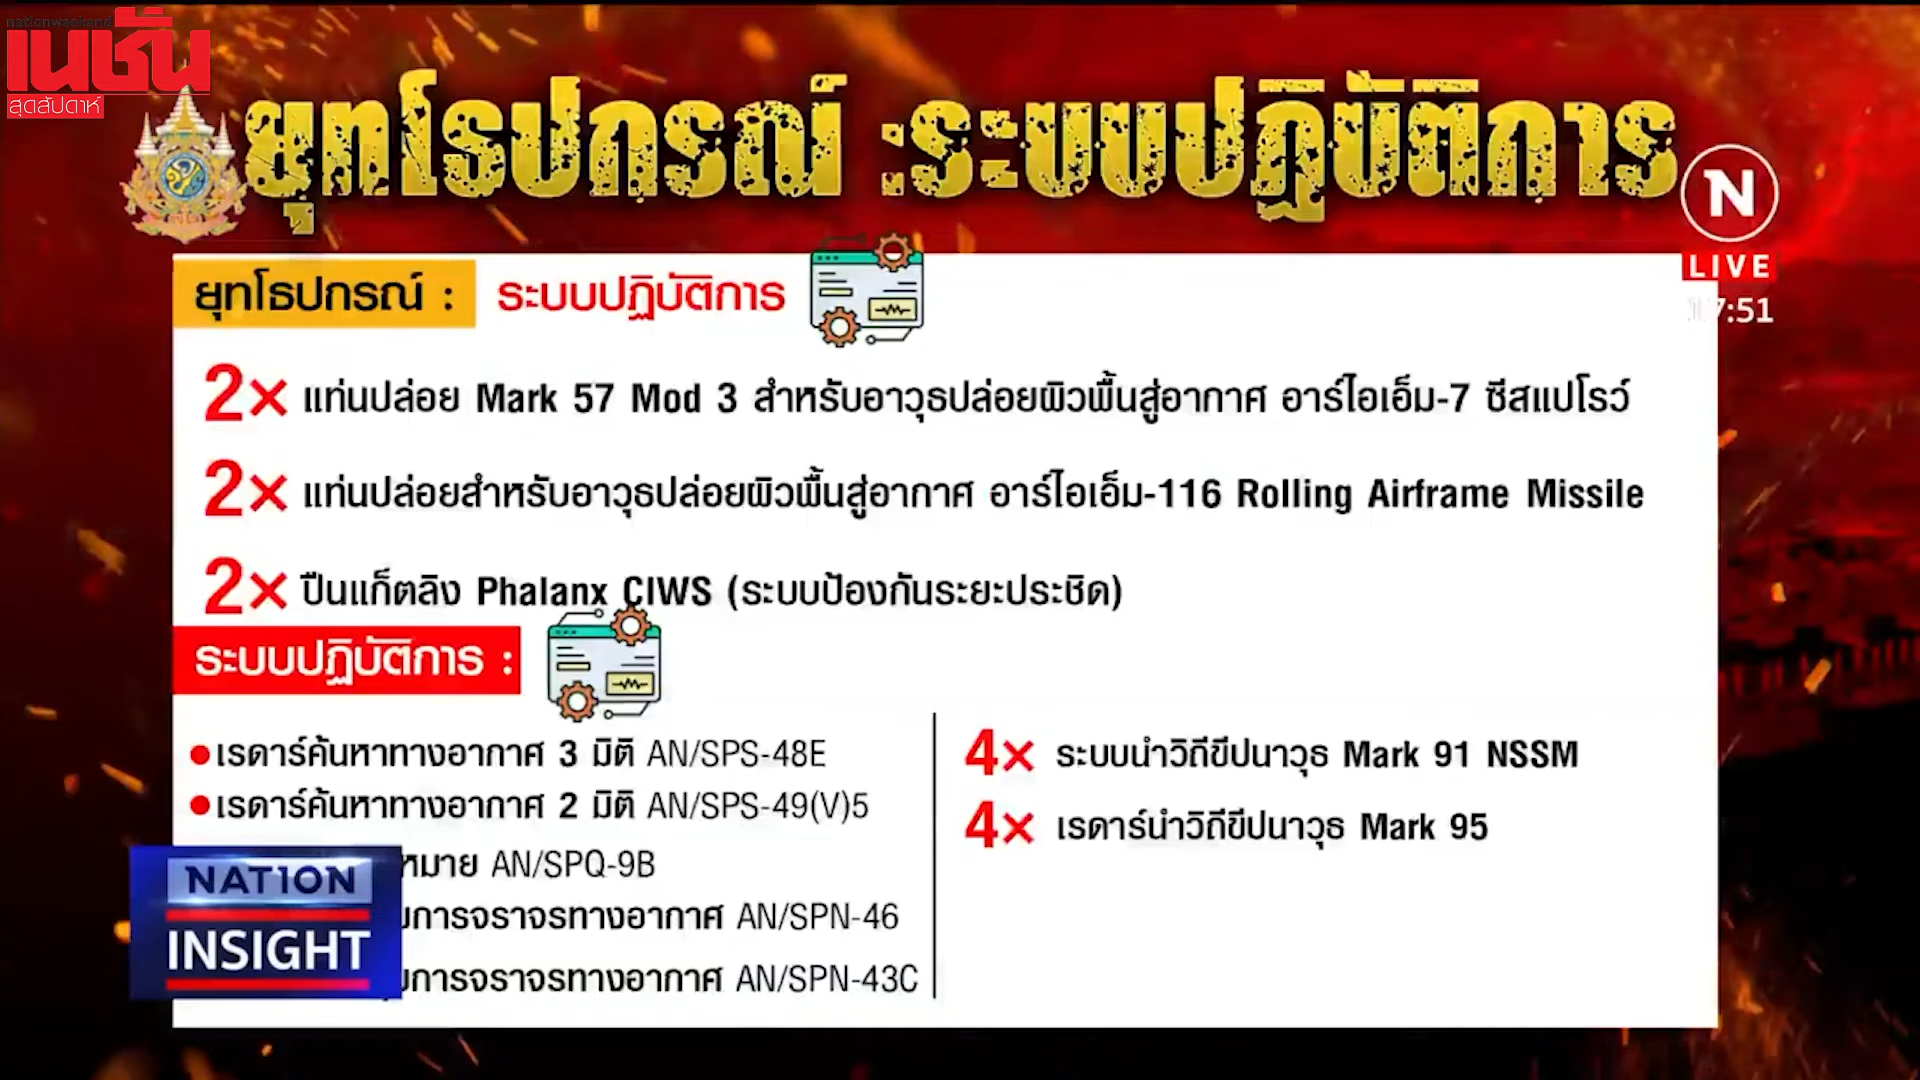 nationweekend
เนชั่น
สุดสัปดาห์
ยุทโธปกรณ์ :ระบบปฏิบัติการ
N
LIVE
17:51
ยุทโธปกรณ์ : ระบบปฏิบัติการ
2× แท่นปล่อย Mark 57 Mod 3 สำหรับอาวุธปล่อยผิวพื้นสู่อากาศ อาร์ไอเอ็ม-7 ซีสแปโรว์
2× แท่นปล่อยสำหรับอาวุธปล่อยผิวพื้นสู่อากาศ อาร์ไอเอ็ม-116 Rolling Airframe Missile
2× ปืนแก็ตลิง Phalanx CIWS (ระบบป้องกันระยะประชิด)
ระบบปฏิบัติการ :
●เรดาร์ค้นหาทางอากาศ 3 มิติ AN/SPS-48E
●เรดาร์ค้นหาทางอากาศ 2 มิติ AN/SPS-49(V)5
หมาย AN/SPQ-9B
การจราจรทางอากาศ AN/SPN-46
การจราจรทางอากาศ AN/SPN-43C
4× ระบบนำวิถีขีปนาวุธ Mark 91 NSSM
4× เรดาร์นำวิถีขีปนาวุธ Mark 95
NATION
INSIGHT